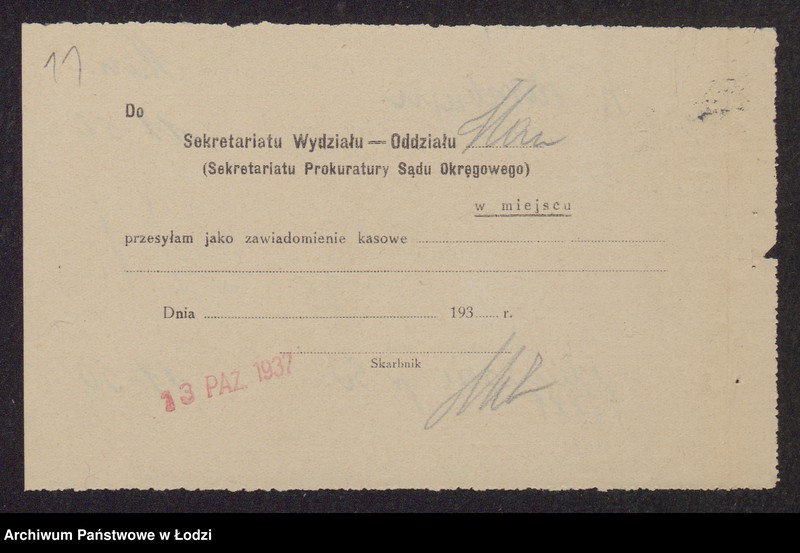 11
Do
Sekretariatu Wydziału — Oddziału
(Sekretariatu Prokuratury Sądu Okręgowego)
w miejscu
przesyłam jako zawiadomienie kasowe
Dnia 193 r.
Skarbnik
13 PAŹ 1937
Archiwum Państwowe w Łodzi